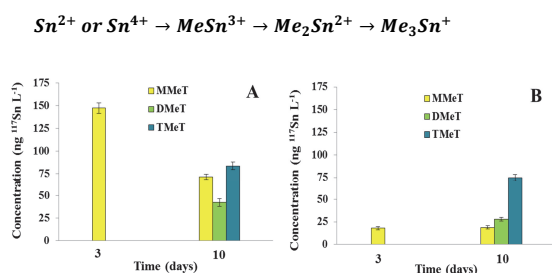 Sn²⁺ or Sn⁴⁺ → MeSn³⁺ → Me₂Sn²⁺ → Me₃Sn⁺
A
Concentration (ng ¹¹⁷Sn L⁻¹)
175
150
125
100
75
50
25
0
MMeT
DMeT
TMeT
3
10
Time (days)
B
Concentration (ng ¹¹⁷Sn L⁻¹)
175
150
125
100
75
50
25
0
MMeT
DMeT
TMeT
3
10
Time (days)